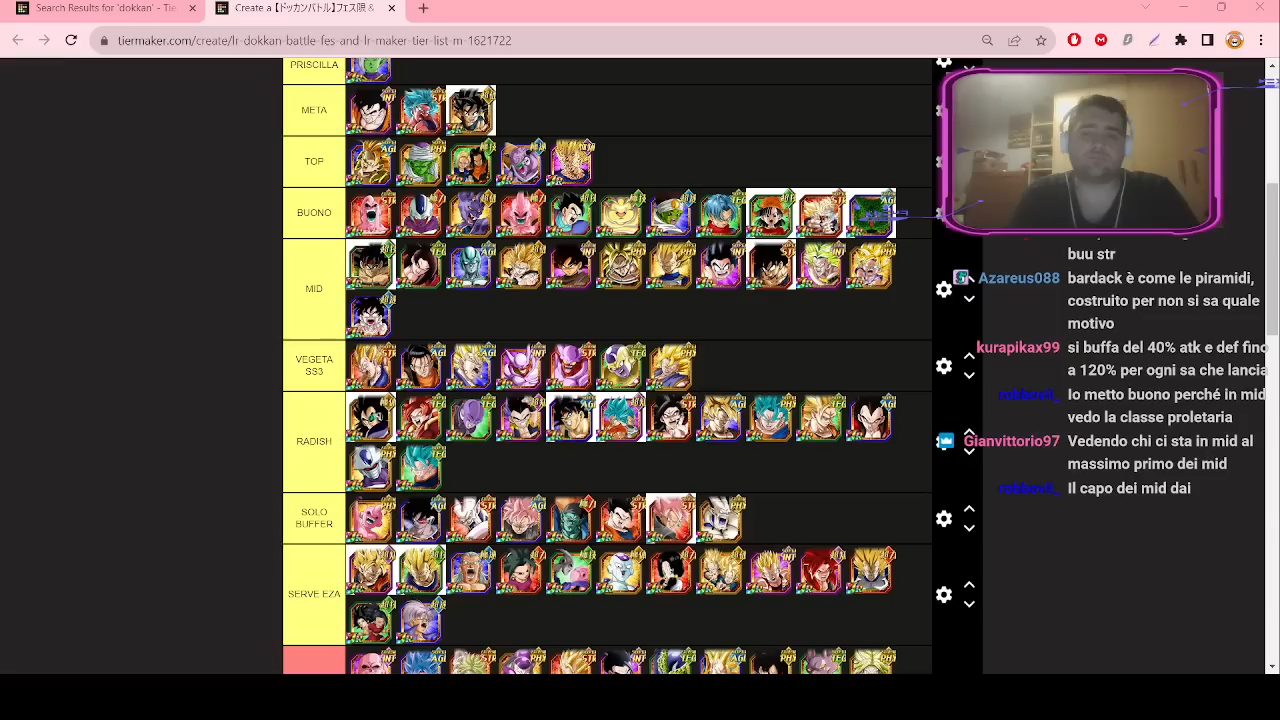 Search Results for 'dokkan' - Tie
Create a 【ドッカンバトル】フェス限 &
tiermaker.com/create/lr-dokkan-battle-fes-and-lr-maker-tier-list-m-1621722
PRISCILLA
META
TOP
BUONO
MID
VEGETA
SS3
RADISH
SOLO
BUFFER
SERVE EZA
buu str
Azareus088 bardack è come le piramidi,
costruito per non si sa quale
motivo
kurapikax99 si buffa del 40% atk e def fino
a 120% per ogni sa che lancia
lo metto buono perché in mid
vedo la classe proletaria
Gianvittorio97 Vedendo chi ci sta in mid al
massimo primo dei mid
Il capo dei mid dai